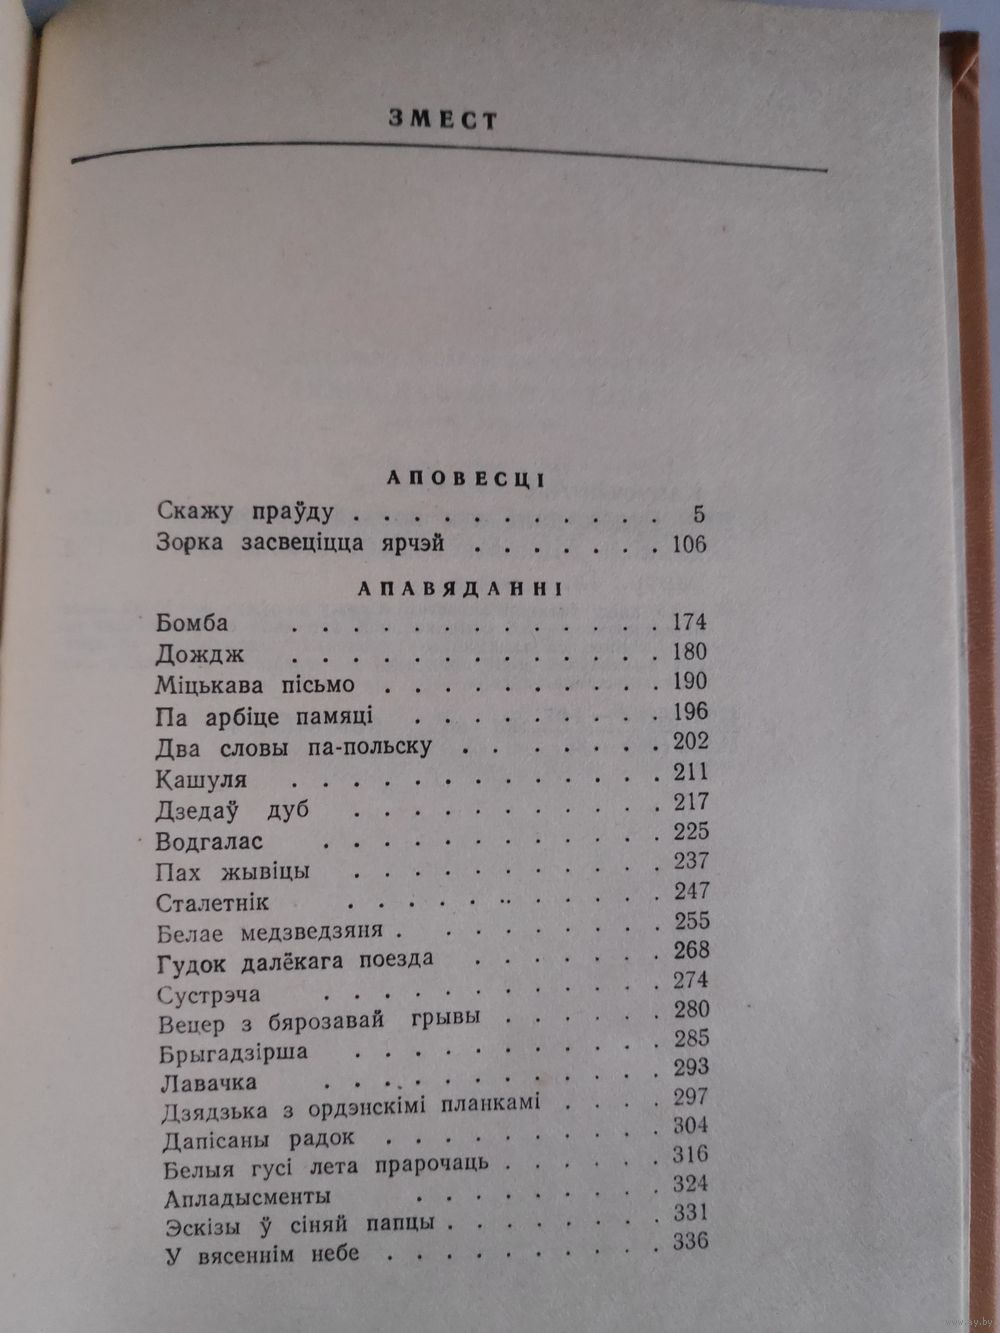 ЗМЕСТ
АПОВЕСЦІ
Скажу праўду . . . . . . . . . . . 5
Зорка засвеціцца ярчэй . . . . . . . 106
АПАВЯДАННІ
Бомба . . . . . . . . . . . . . 174
Дождж . . . . . . . . . . . . . 180
Міцькава пісьмо . . . . . . . . . . 190
Па арбіце памяці . . . . . . . . . 196
Два словы па-польску . . . . . . . 202
Кашуля . . . . . . . . . . . . . 211
Дзедаў дуб . . . . . . . . . . . 217
Водгалас . . . . . . . . . . . . 225
Пах жывіцы . . . . . . . . . . . 237
Сталетнік . . . . . . . . . . . 247
Белае медзведзяня . . . . . . . . . 255
Гудок далёкага поезда . . . . . . . 268
Сустрэча . . . . . . . . . . . . 274
Вецер з бярозавай грывы . . . . . . 280
Брыгадзірша . . . . . . . . . . . 285
Лавачка . . . . . . . . . . . . 293
Дзядзька з ордэнскімі планкамі . . . . 297
Дапісаны радок . . . . . . . . . . 304
Белыя гусі лета прарочаць . . . . . . 316
Апладысменты . . . . . . . . . 324
Эскізы ў сіняй папцы . . . . . . . . 331
У вясеннім небе . . . . . . . . . . 336
www.ay.by